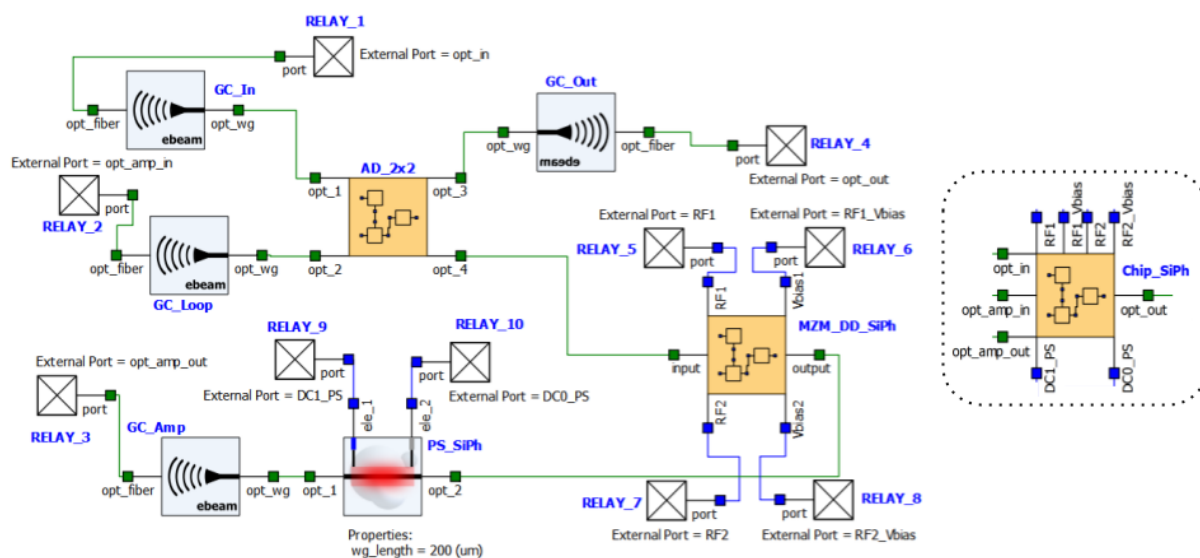 RELAY_1
External Port = opt_in
port
GC_In
opt_fiber
opt_wg
ebeam
GC_Out
opt_wg
opt_fiber
ebeam
port
RELAY_4
External Port = opt_out
External Port = opt_amp_in
port
RELAY_2
opt_fiber
opt_wg
GC_Loop
AD_2x2
opt_1
opt_3
opt_2
opt_4
External Port = RF1
RELAY_5
port
External Port = RF1_Vbias
RELAY_6
port
RF1
Vbias1
MZM_DD_SiPh
input
output
RF2
Vbias2
RELAY_7
port
External Port = RF2
RELAY_8
port
External Port = RF2_Vbias
RELAY_9
port
External Port = DC1_PS
RELAY_10
port
External Port = DC0_PS
ele_1
ele_2
PS_SiPh
opt_1
opt_2
Properties:
wg_length = 200 (um)
External Port = opt_amp_out
port
RELAY_3
GC_Amp
opt_fiber
opt_wg
ebeam
RF1
RF1_Vbias
RF2
RF2_Vbias
Chip_SiPh
opt_in
opt_amp_in
opt_amp_out
opt_out
DC1_PS
DC0_PS